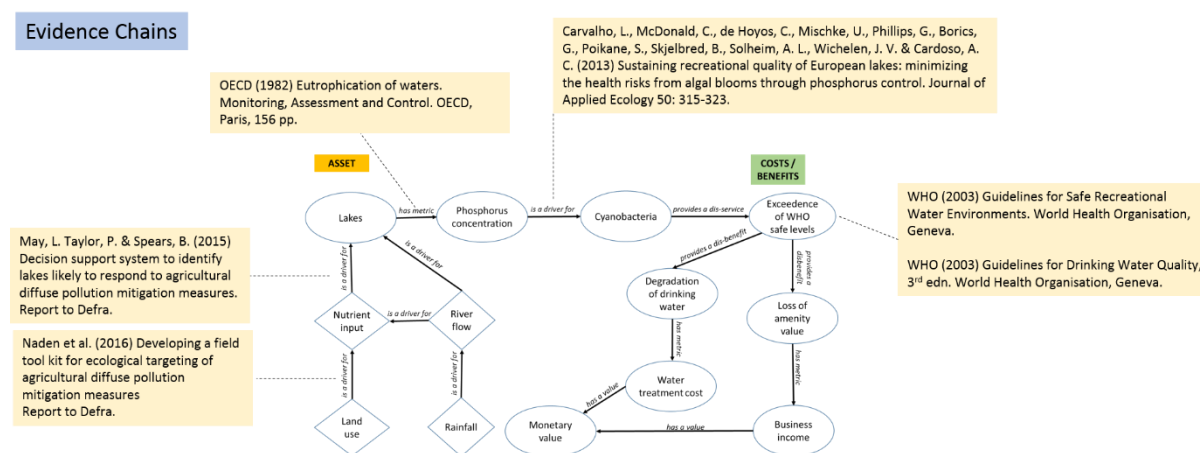 Evidence Chains
OECD (1982) Eutrophication of waters.
Monitoring, Assessment and Control. OECD,
Paris, 156 pp.
Carvalho, L., McDonald, C., de Hoyos, C., Mischke, U., Phillips, G., Borics,
G., Poikane, S., Skjelbred, B., Solheim, A. L., Wichelen, J. V. & Cardoso, A.
C. (2013) Sustaining recreational quality of European lakes: minimizing
the health risks from algal blooms through phosphorus control. Journal of
Applied Ecology 50: 315-323.
ASSET
COSTS /
BENEFITS
Lakes
has metric
Phosphorus
concentration
is a driver for
Cyanobacteria
provides a dis-service
Exceedence
of WHO
safe levels
WHO (2003) Guidelines for Safe Recreational
Water Environments. World Health Organisation,
Geneva.
WHO (2003) Guidelines for Drinking Water Quality,
3rd edn. World Health Organisation, Geneva.
May, L. Taylor, P. & Spears, B. (2015)
Decision support system to identify
lakes likely to respond to agricultural
diffuse pollution mitigation measures.
Report to Defra.
is a driver for
is a driver for
provides a dis-benefit
provides a
disbenefit
Degradation
of drinking
water
Loss of
amenity
value
Nutrient
input
is a driver for
River
flow
Naden et al. (2016) Developing a field
tool kit for ecological targeting of
agricultural diffuse pollution
mitigation measures
Report to Defra.
is a driver for
is a driver for
has metric
has metric
Water
treatment cost
has a value
Land
use
Rainfall
Monetary
value
has a value
Business
income